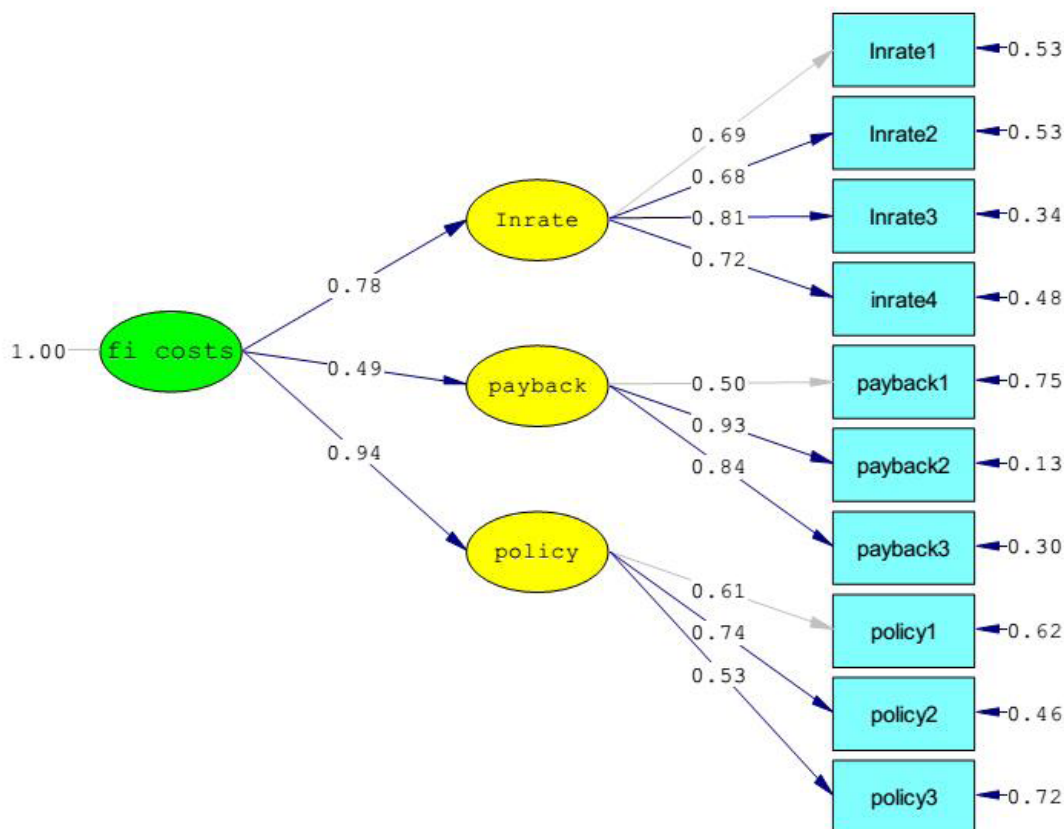 Inrate1
0.53
0.69
Inrate2
0.53
0.68
Inrate
Inrate3
0.34
0.81
0.72
0.78
inrate4
0.48
1.00
fi costs
0.49
payback
0.50
payback1
0.75
0.93
0.94
payback2
0.13
0.84
policy
payback3
0.30
0.61
policy1
0.62
0.74
0.53
policy2
0.46
policy3
0.72